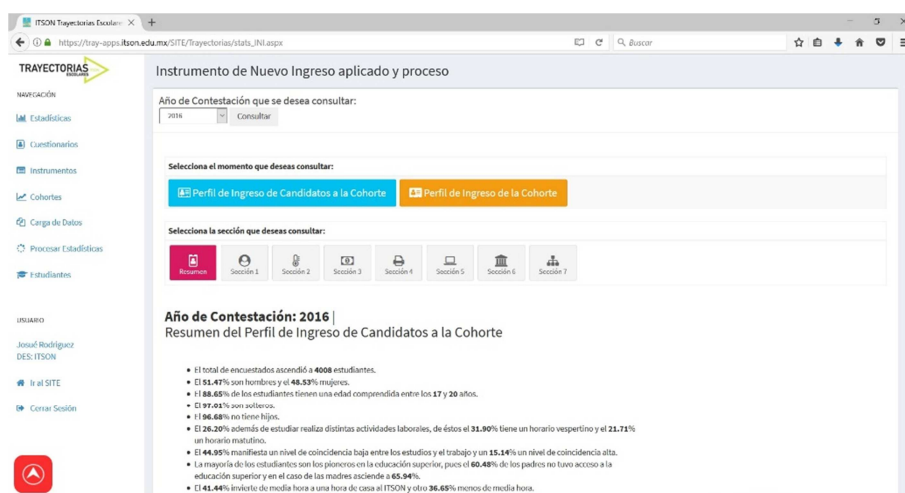 ITSON Trayectorias Escolare
https://tray-apps.itson.edu.mx/SITE/Trayectorias/stats_INI.aspx
Buscar
TRAYECTORIAS
ESCOLARES
Instrumento de Nuevo Ingreso aplicado y proceso
NAVEGACIÓN
Estadísticas
Cuestionarios
Instrumentos
Cohortes
Carga de Datos
Procesar Estadísticas
Estudiantes
USUARIO
Josué Rodriguez
DES: ITSON
Ir al SITE
Cerrar Sesión
Año de Contestación que se desea consultar:
2016 Consultar
Selecciona el momento que deseas consultar:
Perfil de Ingreso de Candidatos a la Cohorte Perfil de Ingreso de la Cohorte
Selecciona la sección que deseas consultar:
Resumen Sección 1 Sección 2 Sección 3 Sección 4 Sección 5 Sección 6 Sección 7
Año de Contestación: 2016 |
Resumen del Perfil de Ingreso de Candidatos a la Cohorte
• El total de encuestados ascendió a 4008 estudiantes.
• El 51.47% son hombres y el 48.53% mujeres.
• El 88.65% de los estudiantes tienen una edad comprendida entre los 17 y 20 años.
• El 97.01% son solteros.
• El 96.68% no tiene hijos.
• El 26.20% además de estudiar realiza distintas actividades laborales, de éstos el 31.90% tiene un horario vespertino y el 21.71%
un horario matutino.
• El 44.95% manifiesta un nivel de coincidencia baja entre los estudios y el trabajo y un 15.14% un nivel de coincidencia alta.
• La mayoría de los estudiantes son los pioneros en la educación superior, pues el 60.48% de los padres no tuvo acceso a la
educación superior y en el caso de las madres asciende a 65.94%.
• El 41.44% invierte de media hora a una hora de casa al ITSON y otro 36.65% menos de media hora.